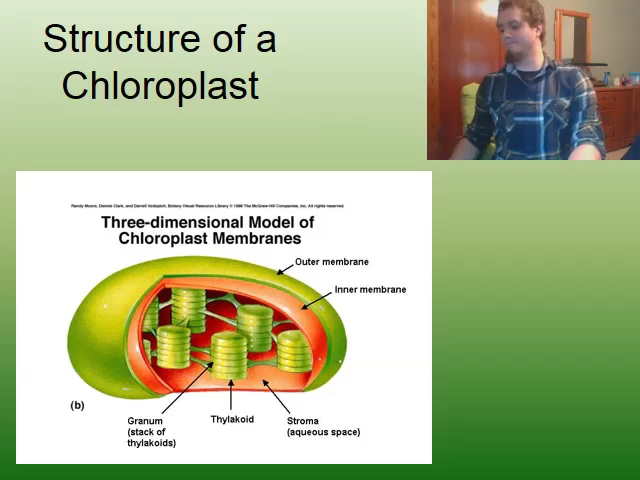 Structure of a
Chloroplast
Randy Moore, Dennis Clark, and Darrell Vodopich, Botany Visual Resource Library © 1998 The McGraw-Hill Companies, Inc. All rights reserved.
Three-dimensional Model of
Chloroplast Membranes
Outer membrane
Inner membrane
(b)
Granum
(stack of
thylakoids)
Thylakoid
Stroma
(aqueous space)